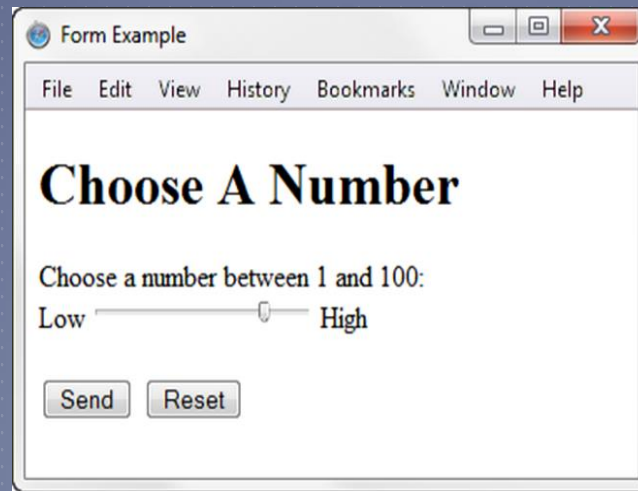 Form Example
File Edit View History Bookmarks Window Help
Choose A Number
Choose a number between 1 and 100:
Low High
Send Reset